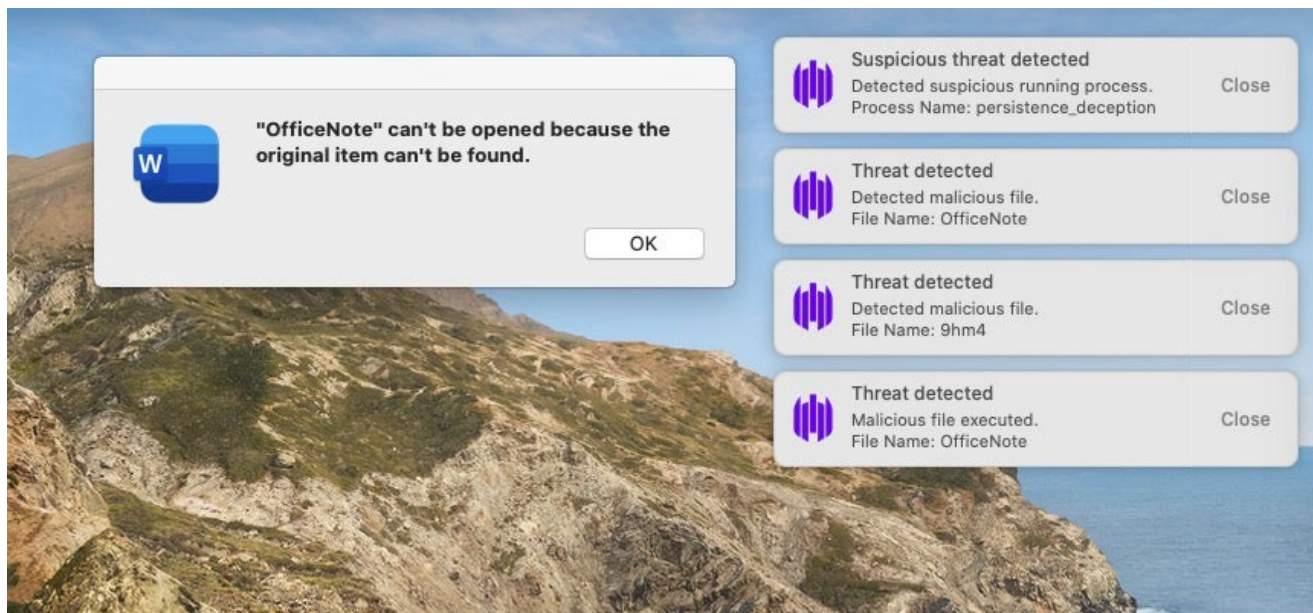 "OfficeNote" can't be opened because the
original item can't be found.
W
OK
Suspicious threat detected
Detected suspicious running process.
Process Name: persistence_deception
Close
Threat detected
Detected malicious file.
File Name: OfficeNote
Close
Threat detected
Detected malicious file.
File Name: 9hm4
Close
Threat detected
Malicious file executed.
File Name: OfficeNote
Close